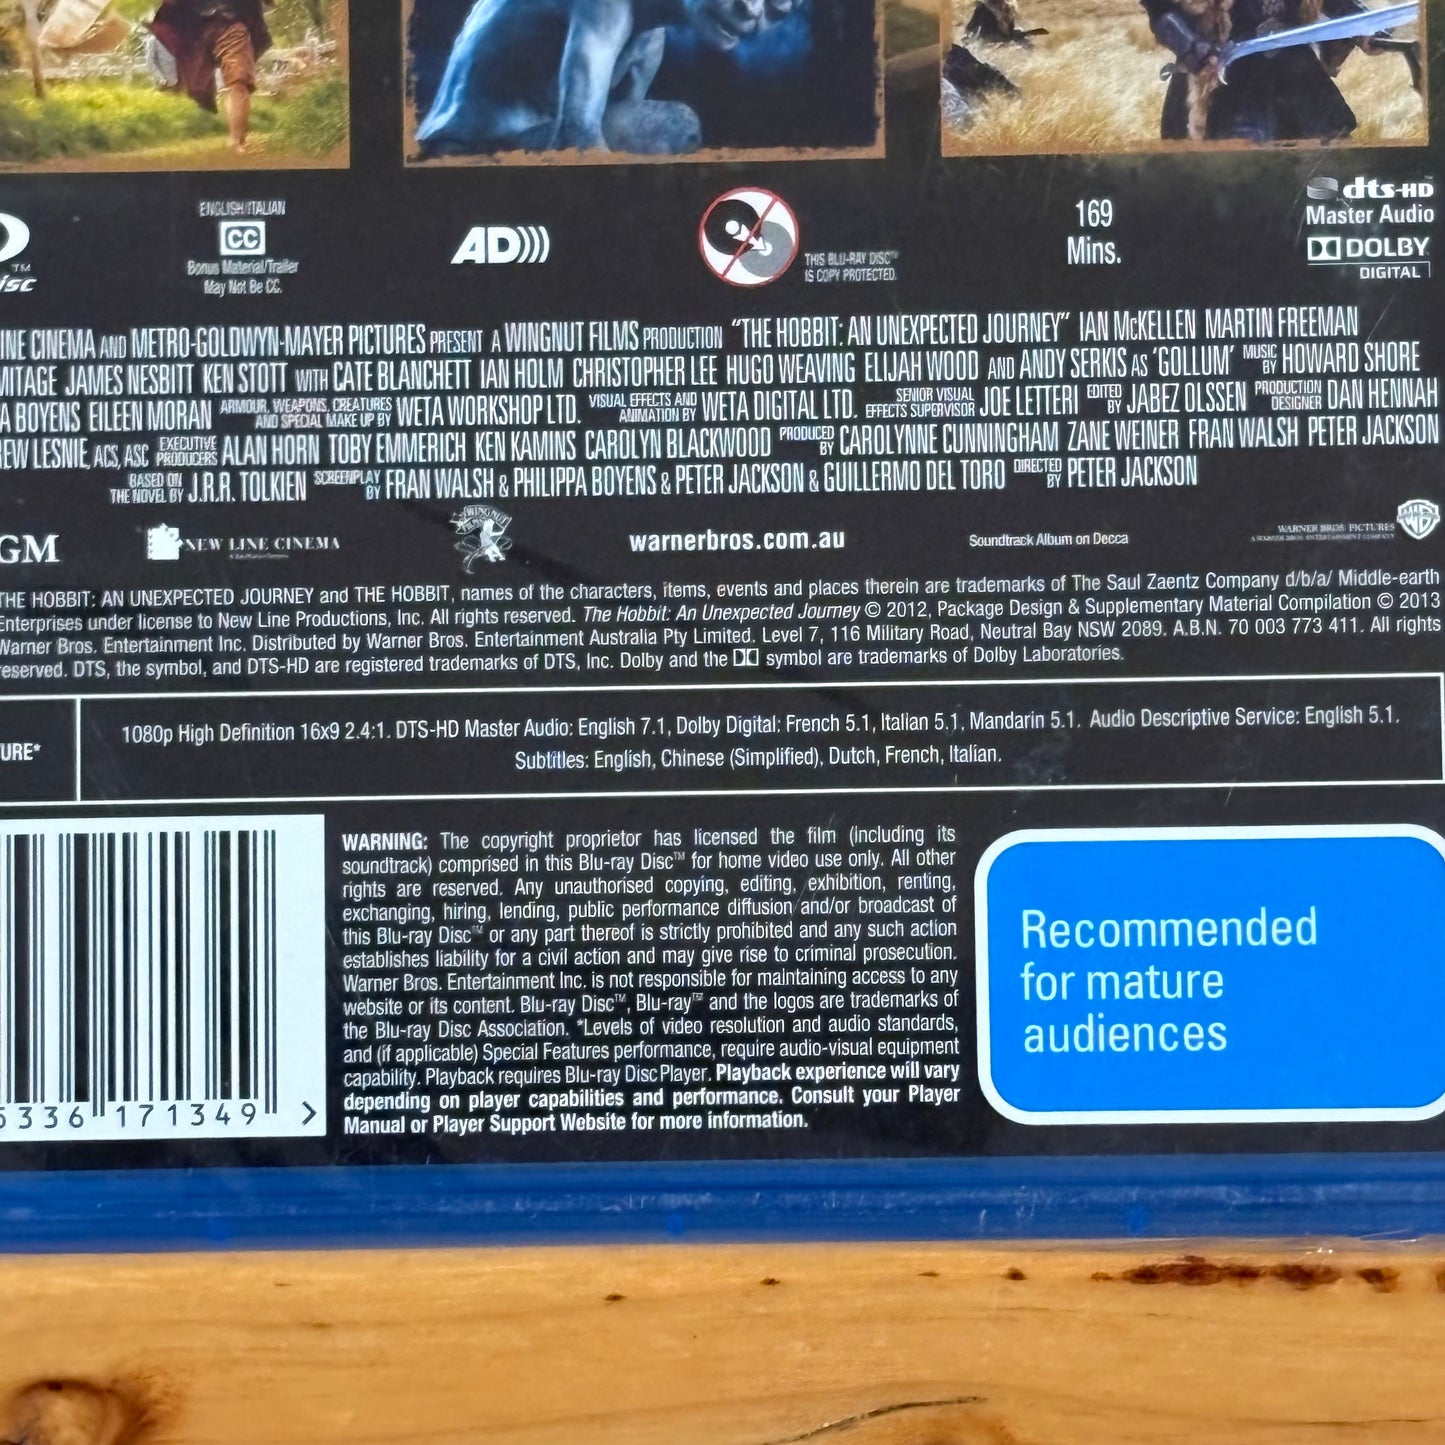 ENGLISH/ITALIAN
CC
Bonus Material/Trailer
May Not Be CC.
AD
THIS BLU-RAY DISC™
IS COPY PROTECTED.
169
Mins.
dts-HD
Master Audio
DOLBY
DIGITAL
TM
INE CINEMA AND METRO-GOLDWYN-MAYER PICTURES PRESENT A WINGNUT FILMS PRODUCTION "THE HOBBIT: AN UNEXPECTED JOURNEY" IAN McKELLEN MARTIN FREEMAN
MITAGE JAMES NESBITT KEN STOTT WITH CATE BLANCHETT IAN HOLM CHRISTOPHER LEE HUGO WEAVING ELIJAH WOOD AND ANDY SERKIS AS 'GOLLUM' MUSIC BY HOWARD SHORE
A BOYENS EILEEN MORAN ARMOUR, WEAPONS, CREATURES AND SPECIAL MAKE UP BY WETA WORKSHOP LTD. VISUAL EFFECTS AND ANIMATION BY WETA DIGITAL LTD. SENIOR VISUAL EFFECTS SUPERVISOR JOE LETTERI EDITED BY JABEZ OLSSEN PRODUCTION DESIGNER DAN HENNAH
EW LESNIE, ACS, ASC EXECUTIVE PRODUCERS ALAN HORN TOBY EMMERICH KEN KAMINS CAROLYN BLACKWOOD PRODUCED BY CAROLYNNE CUNNINGHAM ZANE WEINER FRAN WALSH PETER JACKSON
BASED ON THE NOVEL BY J.R.R. TOLKIEN SCREENPLAY BY FRAN WALSH & PHILIPPA BOYENS & PETER JACKSON & GUILLERMO DEL TORO DIRECTED BY PETER JACKSON
GM
NEW LINE CINEMA
WINGNUT
warnerbros.com.au
Soundtrack Album on Decca
WARNER BROS. PICTURES
THE HOBBIT: AN UNEXPECTED JOURNEY and THE HOBBIT, names of the characters, items, events and places therein are trademarks of The Saul Zaentz Company d/b/a/ Middle-earth
Enterprises under license to New Line Productions, Inc. All rights reserved. The Hobbit: An Unexpected Journey © 2012, Package Design & Supplementary Material Compilation © 2013
Warner Bros. Entertainment Inc. Distributed by Warner Bros. Entertainment Australia Pty Limited. Level 7, 116 Military Road, Neutral Bay NSW 2089. A.B.N. 70 003 773 411. All rights
reserved. DTS, the symbol, and DTS-HD are registered trademarks of DTS, Inc. Dolby and the symbol are trademarks of Dolby Laboratories.
URE*
1080p High Definition 16x9 2.4:1. DTS-HD Master Audio: English 7.1, Dolby Digital: French 5.1, Italian 5.1, Mandarin 5.1. Audio Descriptive Service: English 5.1.
Subtitles: English, Chinese (Simplified), Dutch, French, Italian.
5336 171349 >
WARNING: The copyright proprietor has licensed the film (including its
soundtrack) comprised in this Blu-ray Disc™ for home video use only. All other
rights are reserved. Any unauthorised copying, editing, exhibition, renting,
exchanging, hiring, lending, public performance diffusion and/or broadcast of
this Blu-ray Disc™ or any part thereof is strictly prohibited and any such action
establishes liability for a civil action and may give rise to criminal prosecution.
Warner Bros. Entertainment Inc. is not responsible for maintaining access to any
website or its content. Blu-ray Disc™, Blu-ray™ and the logos are trademarks of
the Blu-ray Disc Association. *Levels of video resolution and audio standards,
and (if applicable) Special Features performance, require audio-visual equipment
capability. Playback requires Blu-ray Disc Player. Playback experience will vary
depending on player capabilities and performance. Consult your Player
Manual or Player Support Website for more information.
Recommended
for mature
audiences